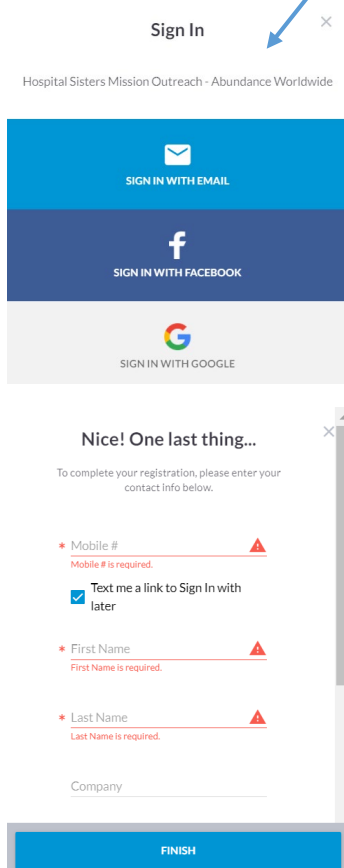 Sign In
Hospital Sisters Mission Outreach - Abundance Worldwide
SIGN IN WITH EMAIL
f
SIGN IN WITH FACEBOOK
G
SIGN IN WITH GOOGLE
Nice! One last thing...
To complete your registration, please enter your
contact info below.
* Mobile #
Mobile # is required.
Text me a link to Sign In with
later
* First Name
First Name is required.
* Last Name
Last Name is required.
Company
FINISH